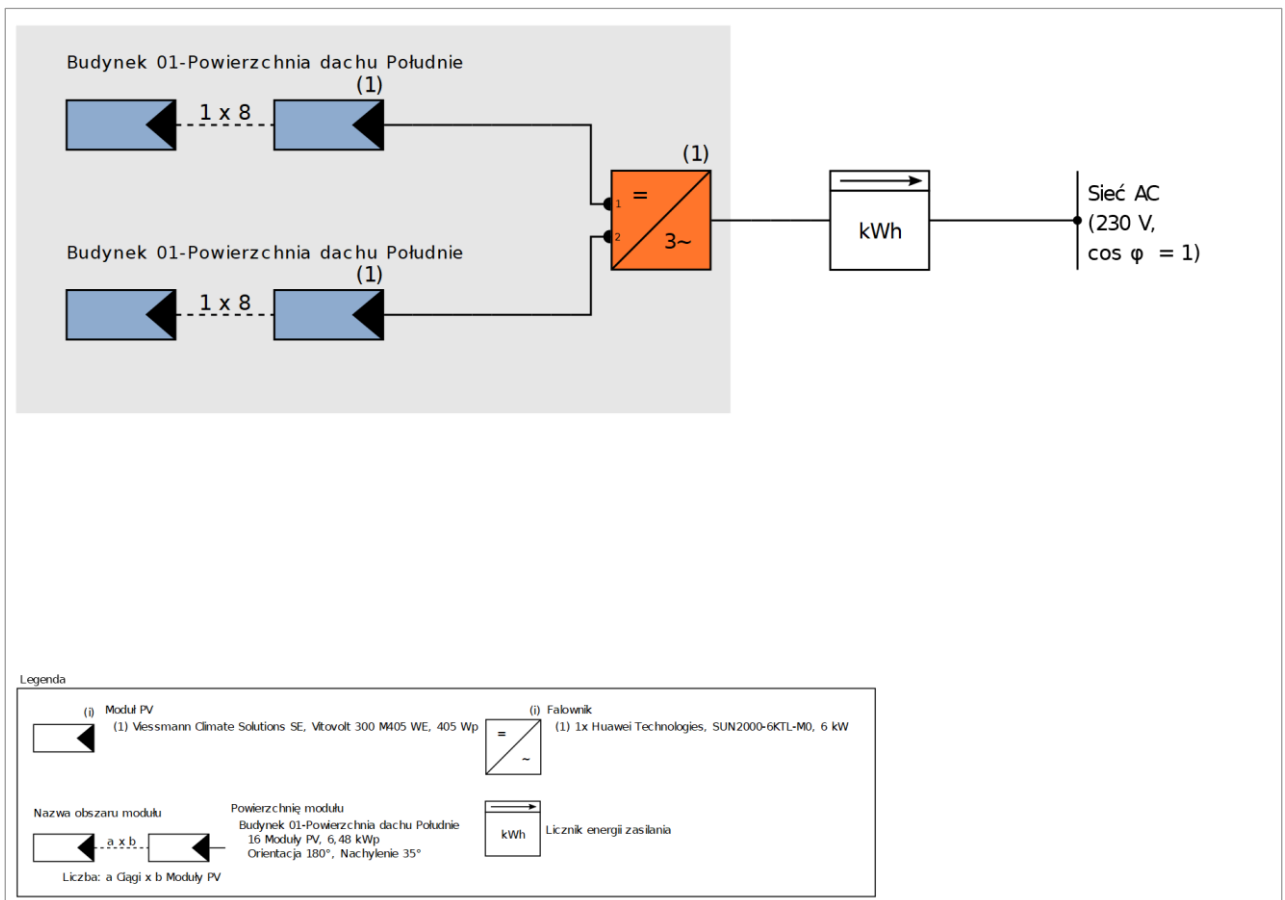 Budynek 01-Powierzchnia dachu Południe
(1)
1 x 8
(1)
1
=
2
3~
Budynek 01-Powierzchnia dachu Południe
(1)
1 x 8
kWh
Sieć AC
(230 V,
cos φ = 1)
Legenda
(i) Moduł PV
(1) Viessmann Climate Solutions SE, Vitovolt 300 M405 WE, 405 Wp
(i) Falownik
(1) 1x Huawei Technologies, SUN2000-6KTL-M0, 6 kW
=
~
Nazwa obszaru modułu
a x b
Liczba: a Ciągi x b Moduły PV
Powierzchnię modułu
Budynek 01-Powierzchnia dachu Południe
16 Moduły PV, 6,48 kWp
Orientacja 180°, Nachylenie 35°
kWh
Licznik energii zasilania